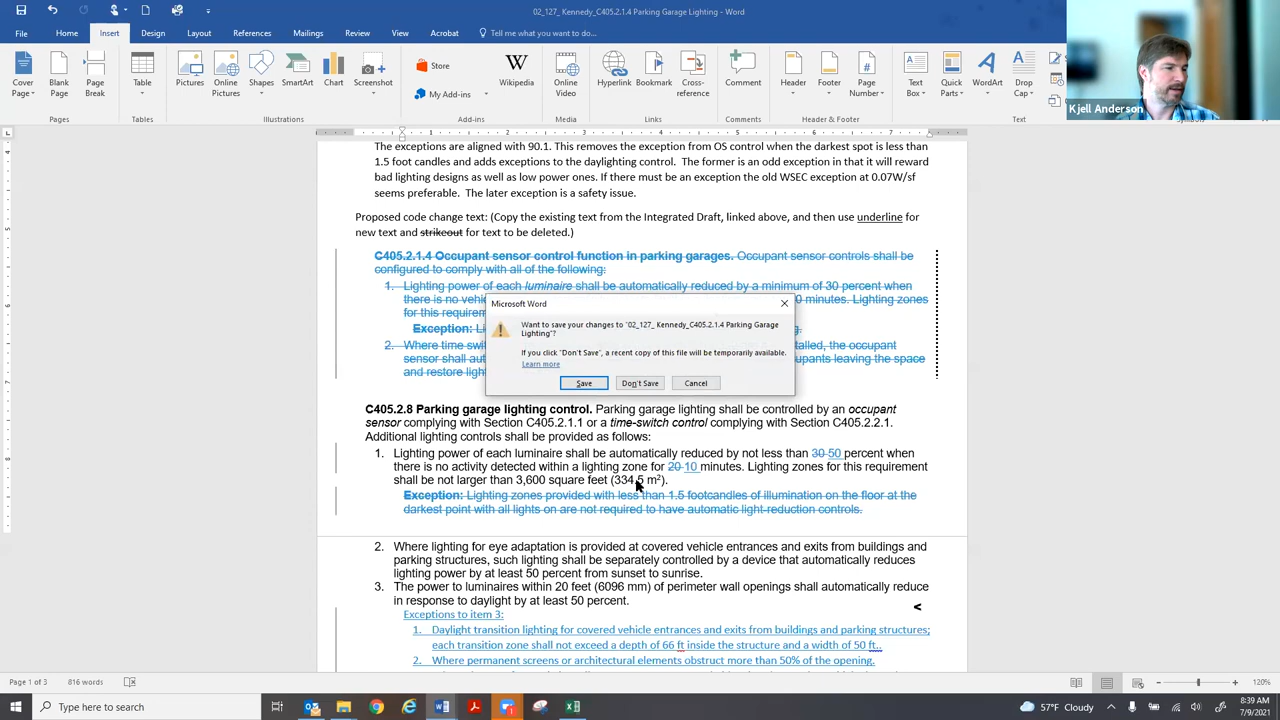 02_127_ Kennedy_C405.2.1.4 Parking Garage Lighting - Word
File Home Insert Design Layout References Mailings Review View Acrobat Tell me what you want to do...
Cover Page Blank Page Page Break Table Pictures Online Pictures Shapes SmartArt Chart Screenshot Store My Add-ins Wikipedia Online Video Hyperlink Bookmark Cross-reference Comment Header Footer Page Number Text Box Quick Parts WordArt Drop Cap
Pages Tables Illustrations Add-ins Media Links Comments Header & Footer Text
Kjell Anderson
The exceptions are aligned with 90.1. This removes the exception from OS control when the darkest spot is less than
1.5 foot candles and adds exceptions to the daylighting control. The former is an odd exception in that it will reward
bad lighting designs as well as low power ones. If there must be an exception the old WSEC exception at 0.07W/sf
seems preferable. The later exception is a safety issue.
Proposed code change text: (Copy the existing text from the Integrated Draft, linked above, and then use underline for
new text and strikeout for text to be deleted.)
C405.2.1.4 Occupant sensor control function in parking garages. Occupant sensor controls shall be
configured to comply with all of the following:
1. Lighting power of each luminaire shall be automatically reduced by a minimum of 30 percent when
there is no minutes. Lighting zones
for this
Exception:
2. Where time installed, the occupant
sensor shall occupants leaving the space
and restore
Microsoft Word
Want to save your changes to "02_127_ Kennedy_C405.2.1.4 Parking Garage
Lighting"?
If you click "Don't Save", a recent copy of this file will be temporarily available.
Learn more
Save Don't Save Cancel
C405.2.8 Parking garage lighting control. Parking garage lighting shall be controlled by an occupant
sensor complying with Section C405.2.1.1 or a time-switch control complying with Section C405.2.2.1.
Additional lighting controls shall be provided as follows:
1. Lighting power of each luminaire shall be automatically reduced by not less than 30 50 percent when
there is no activity detected within a lighting zone for 20 10 minutes. Lighting zones for this requirement
shall be not larger than 3,600 square feet (334.5 m²).
Exception: Lighting zones provided with less than 1.5 footcandles of illumination on the floor at the
darkest point with all lights on are not required to have automatic light-reduction controls.
2. Where lighting for eye adaptation is provided at covered vehicle entrances and exits from buildings and
parking structures, such lighting shall be separately controlled by a device that automatically reduces
lighting power by at least 50 percent from sunset to sunrise.
3. The power to luminaires within 20 feet (6096 mm) of perimeter wall openings shall automatically reduce
in response to daylight by at least 50 percent.
<
Exceptions to item 3:
1. Daylight transition lighting for covered vehicle entrances and exits from buildings and parking structures;
each transition zone shall not exceed a depth of 66 ft inside the structure and a width of 50 ft..
2. Where permanent screens or architectural elements obstruct more than 50% of the opening.
Page 1 of 3 816 words 120%
Type here to search 57°F 8:39 AM
7/9/2021